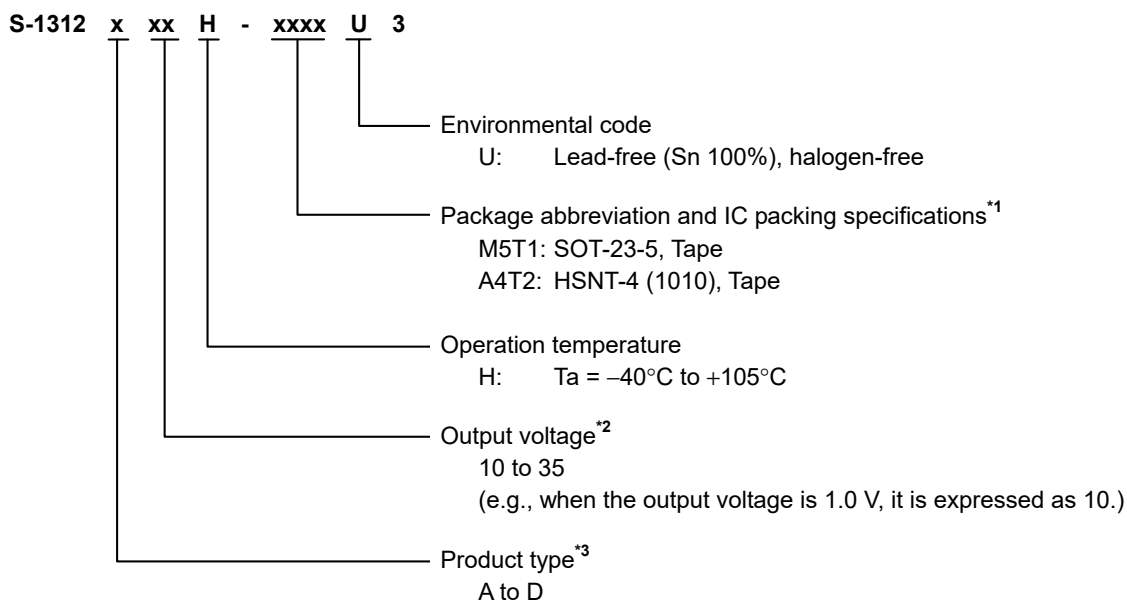 S-1312 x xx H - xxxx U 3
Environmental code
U: Lead-free (Sn 100%), halogen-free
Package abbreviation and IC packing specifications*1
M5T1: SOT-23-5, Tape
A4T2: HSNT-4 (1010), Tape
Operation temperature
H: Ta = −40°C to +105°C
Output voltage*2
10 to 35
(e.g., when the output voltage is 1.0 V, it is expressed as 10.)
Product type*3
A to D